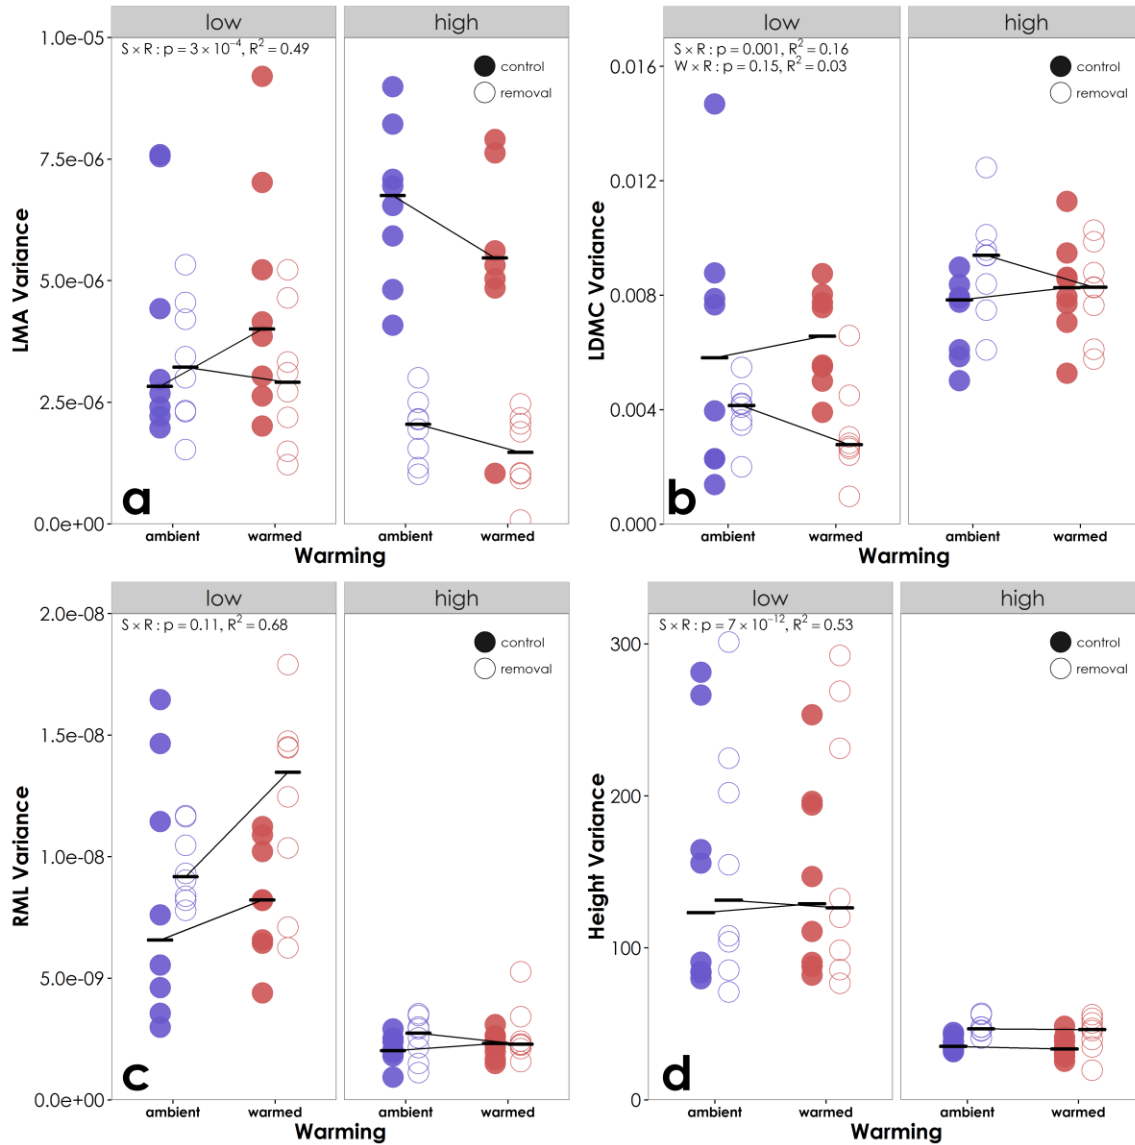 low
high
S × R : p = 3 × 10⁻⁴, R² = 0.49
control
removal
1.0e-05
7.5e-06
5.0e-06
2.5e-06
0.0e+00
LMA Variance
a
ambient
warmed
ambient
warmed
Warming
low
high
S × R : p = 0.001, R² = 0.16
W × R : p = 0.15, R² = 0.03
control
removal
0.016
0.012
0.008
0.004
0.000
LDMC Variance
b
ambient
warmed
ambient
warmed
Warming
low
high
S × R : p = 0.11, R² = 0.68
control
removal
2.0e-08
1.5e-08
1.0e-08
5.0e-09
0.0e+00
RML Variance
c
ambient
warmed
ambient
warmed
Warming
low
high
S × R : p = 7 × 10⁻¹², R² = 0.53
control
removal
300
200
100
0
Height Variance
d
ambient
warmed
ambient
warmed
Warming